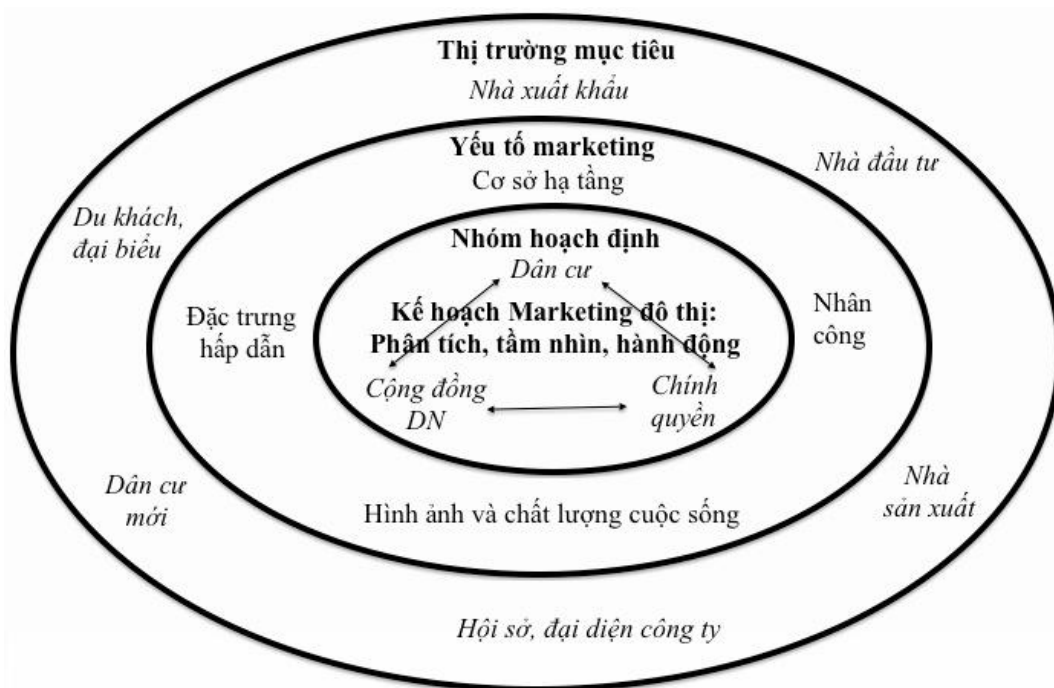 Thị trường mục tiêu
Nhà xuất khẩu
Yếu tố marketing
Cơ sở hạ tầng
Nhà đầu tư
Du khách,
đại biểu
Nhóm hoạch định
Dân cư
Đặc trưng
hấp dẫn
Kế hoạch Marketing đô thị:
Phân tích, tầm nhìn, hành động
Nhân
công
Cộng đồng
DN
Chính
quyền
Dân cư
mới
Hình ảnh và chất lượng cuộc sống
Nhà
sản xuất
Hội sở, đại diện công ty